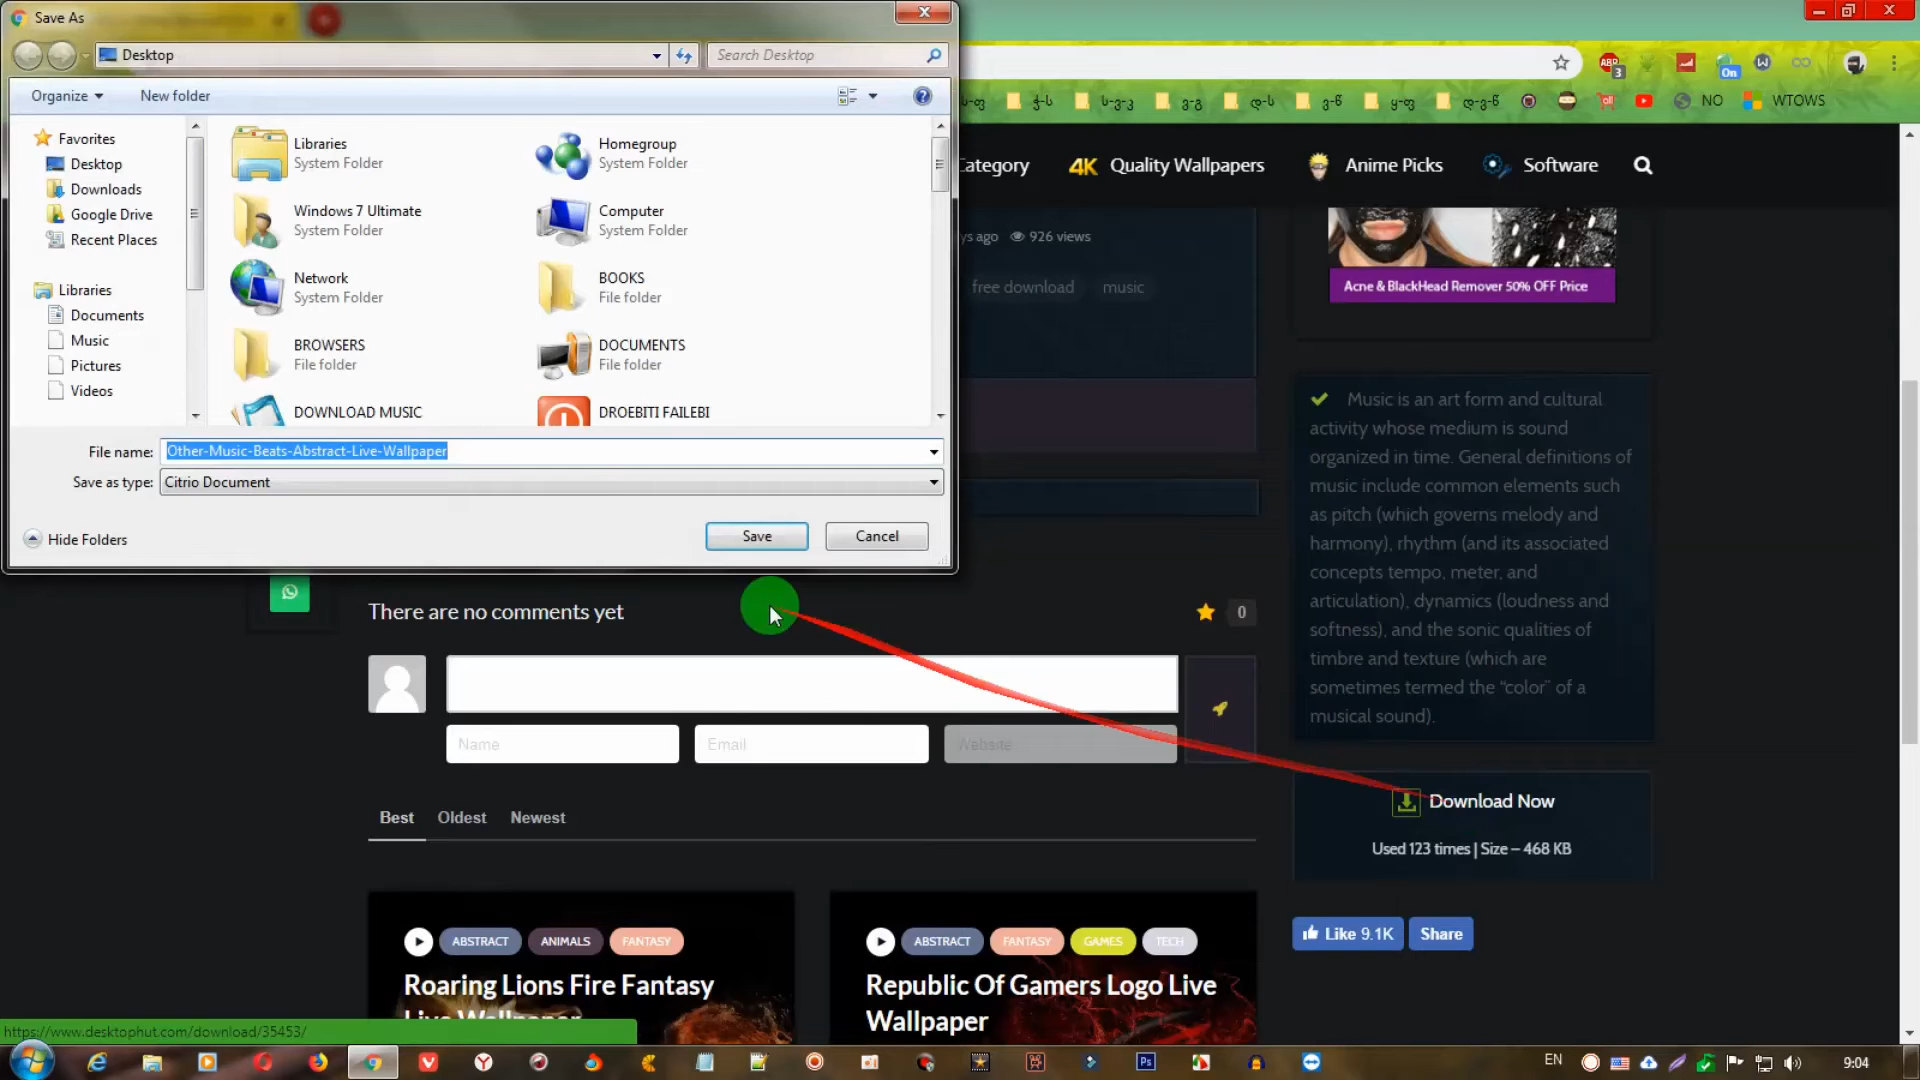 Save As
Desktop
Search Desktop
Organize
New folder
Favorites
Desktop
Downloads
Google Drive
Recent Places
Libraries
Documents
Music
Pictures
Videos
Libraries
System Folder
Homegroup
System Folder
Windows 7 Ultimate
System Folder
Computer
System Folder
Network
System Folder
BOOKS
File folder
BROWSERS
File folder
DOCUMENTS
File folder
DOWNLOAD MUSIC
DROEBITI FAILEBI
File name: Other-Music-Beats-Abstract-Live-Wallpaper
Save as type: Citrio Document
Hide Folders
Save
Cancel
ABP
3
On
ს-ფ
ჭ-ს
ს-ვ-კ
ვ-გ
დ-ს
ვ-წ
ყ-ფ
დ-ვ-წ
NO
WTOWS
Category
4K Quality Wallpapers
Anime Picks
Software
ys ago
926 views
free download
music
Acne & BlackHead Remover 50% OFF Price
Music is an art form and cultural
activity whose medium is sound
organized in time. General definitions of
music include common elements such
as pitch (which governs melody and
harmony), rhythm (and its associated
concepts tempo, meter, and
articulation), dynamics (loudness and
softness), and the sonic qualities of
timbre and texture (which are
sometimes termed the “color” of a
musical sound).
Download Now
Used 123 times | Size – 468 KB
Like 9.1K
Share
There are no comments yet
0
Name
Email
Website
Best
Oldest
Newest
ABSTRACT
ANIMALS
FANTASY
Roaring Lions Fire Fantasy
Live Wallpaper
ABSTRACT
FANTASY
GAMES
TECH
Republic Of Gamers Logo Live
Wallpaper
https://www.desktophut.com/download/35453/
Ps
EN
9:04